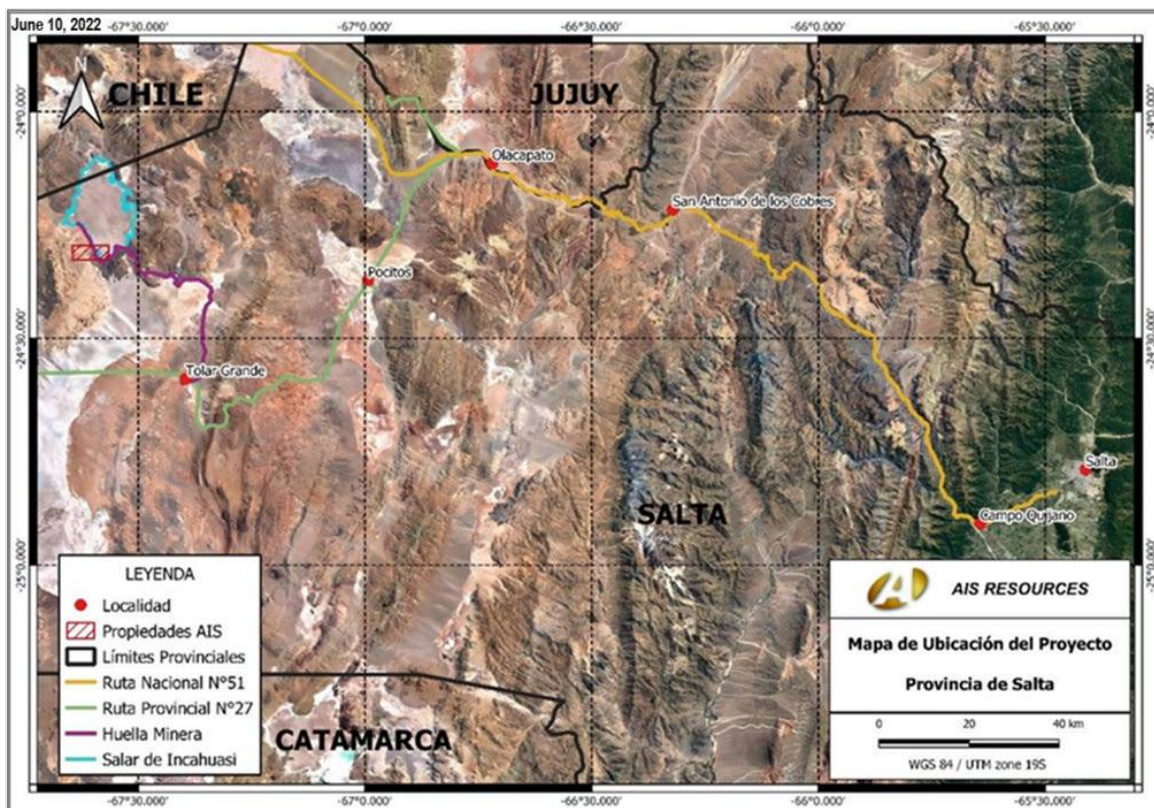 June 10, 2022
-67°30.000'
-67°0.000'
-66°30.000'
-66°0.000'
-65°30.000'
N
CHILE
JUJUY
-24°0.000'
-24°0.000'
Olacapato
San Antonio de los Cobres
Pocitos
-24°30.000'
-24°30.000'
Tolar Grande
Salta
SALTA
Campo Quijano
-25°0.000'
-25°0.000'
CATAMARCA
LEYENDA
Localidad
Propiedades AIS
Límites Provinciales
Ruta Nacional N°51
Ruta Provincial N°27
Huella Minera
Salar de Incahuasi
A
AIS RESOURCES
Mapa de Ubicación del Proyecto
Provincia de Salta
0 20 40 km
WGS 84 / UTM zone 19S
-67°30.000'
-67°0.000'
-66°30.000'
-66°0.000'
-65°30.000'